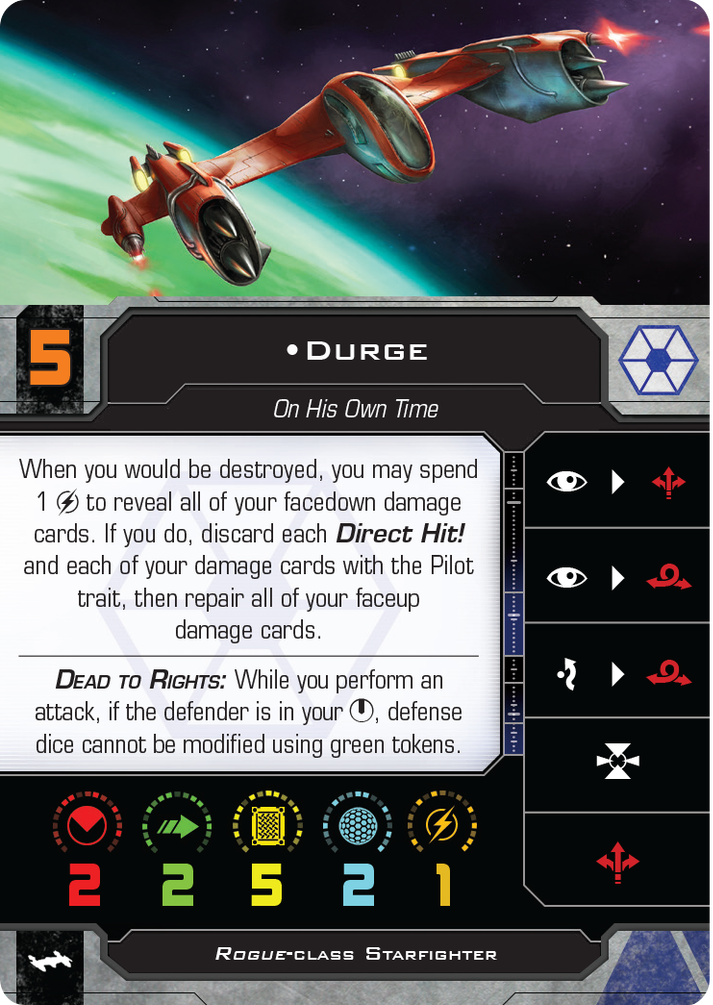 5
•Durge
On His Own Time
When you would be destroyed, you may spend
1 to reveal all of your facedown damage
cards. If you do, discard each Direct Hit!
and each of your damage cards with the Pilot
trait, then repair all of your faceup
damage cards.
Dead to Rights: While you perform an
attack, if the defender is in your , defense
dice cannot be modified using green tokens.
2 2 5 2 1
Rogue-class Starfighter